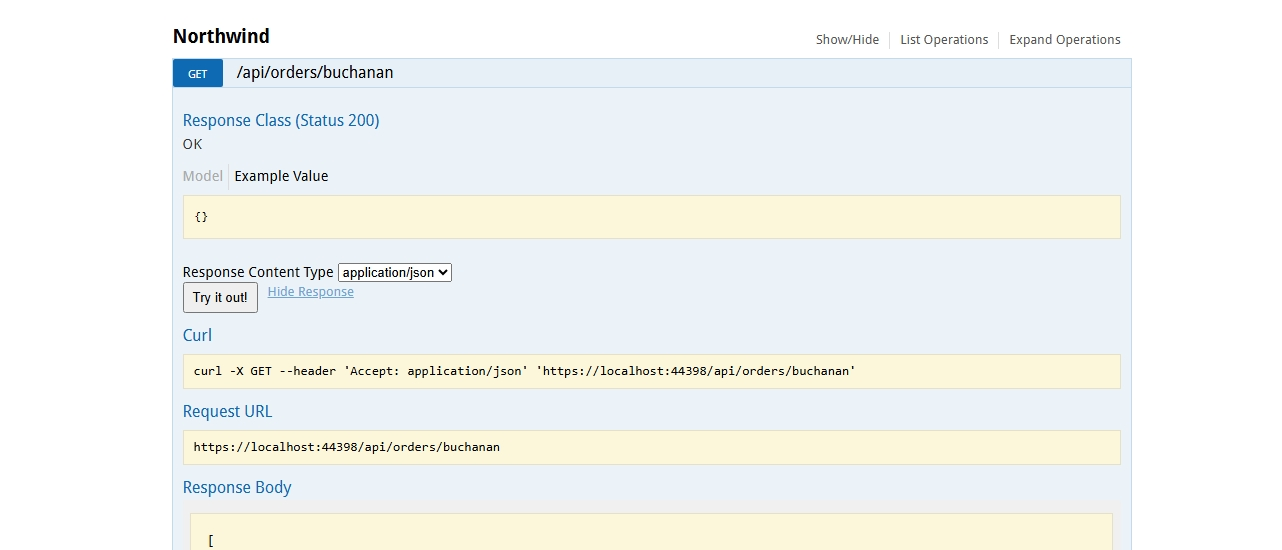 Northwind
Show/Hide List Operations Expand Operations
GET /api/orders/buchanan
Response Class (Status 200)
OK
Model Example Value
{}
Response Content Type application/json
Try it out! Hide Response
Curl
curl -X GET --header 'Accept: application/json' 'https://localhost:44398/api/orders/buchanan'
Request URL
https://localhost:44398/api/orders/buchanan
Response Body
[